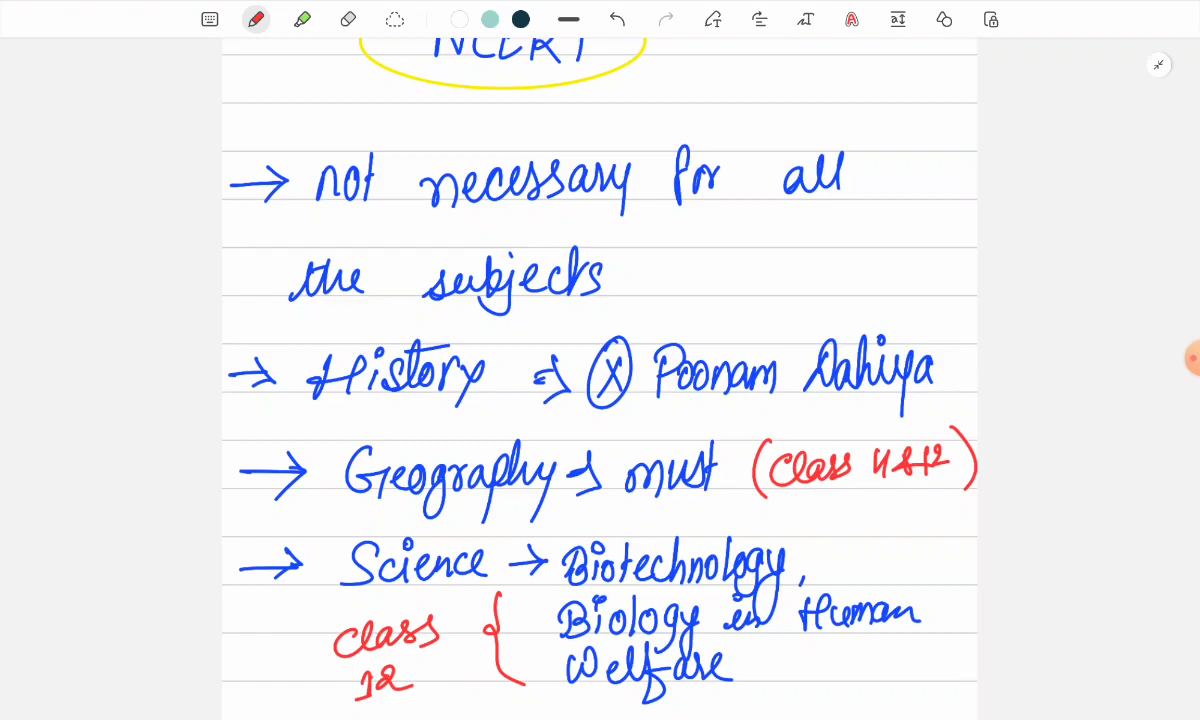 NCERT
→ not necessary for all
the subjects
→ History ⇒ ⓧ Poonam Dahiya
→ Geography → must (class 11 & 12)
→ Science → Biotechnology,
Biology in Human
class { Welfare
12